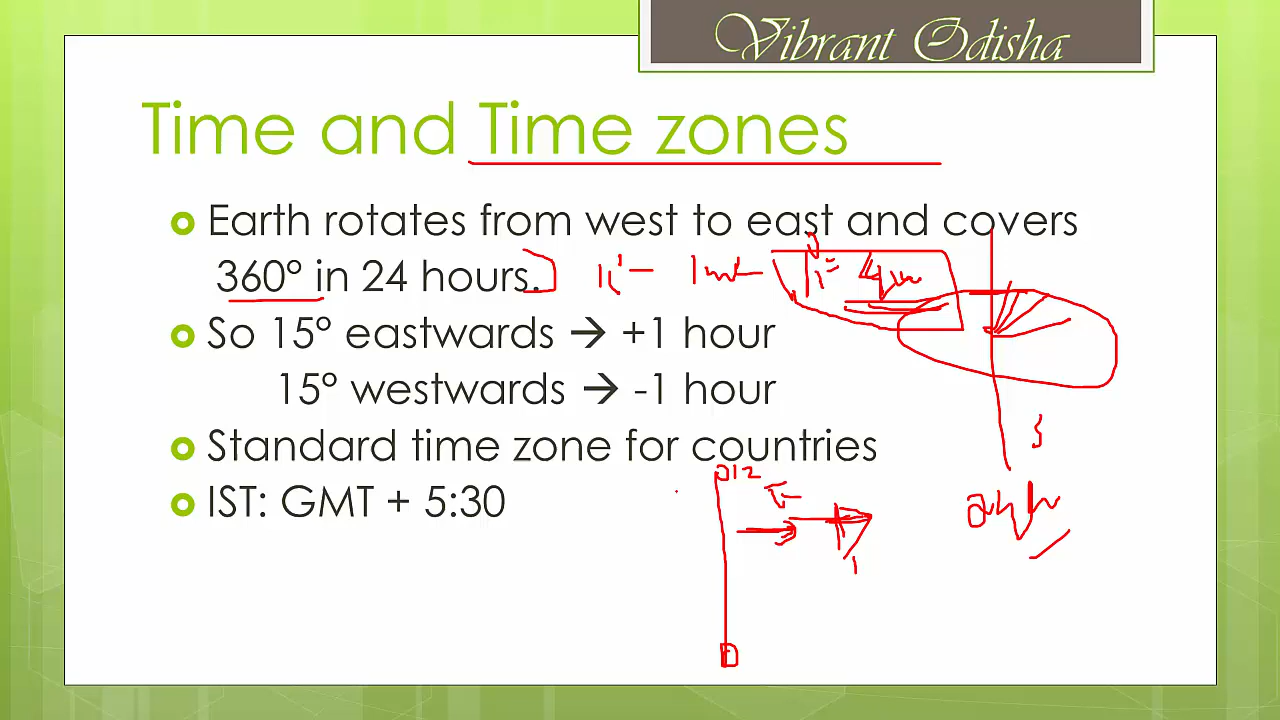 Vibrant Odisha
Time and Time zones
Earth rotates from west to east and covers
360° in 24 hours.
So 15° eastwards → +1 hour
15° westwards → -1 hour
Standard time zone for countries
12
IST: GMT + 5:30